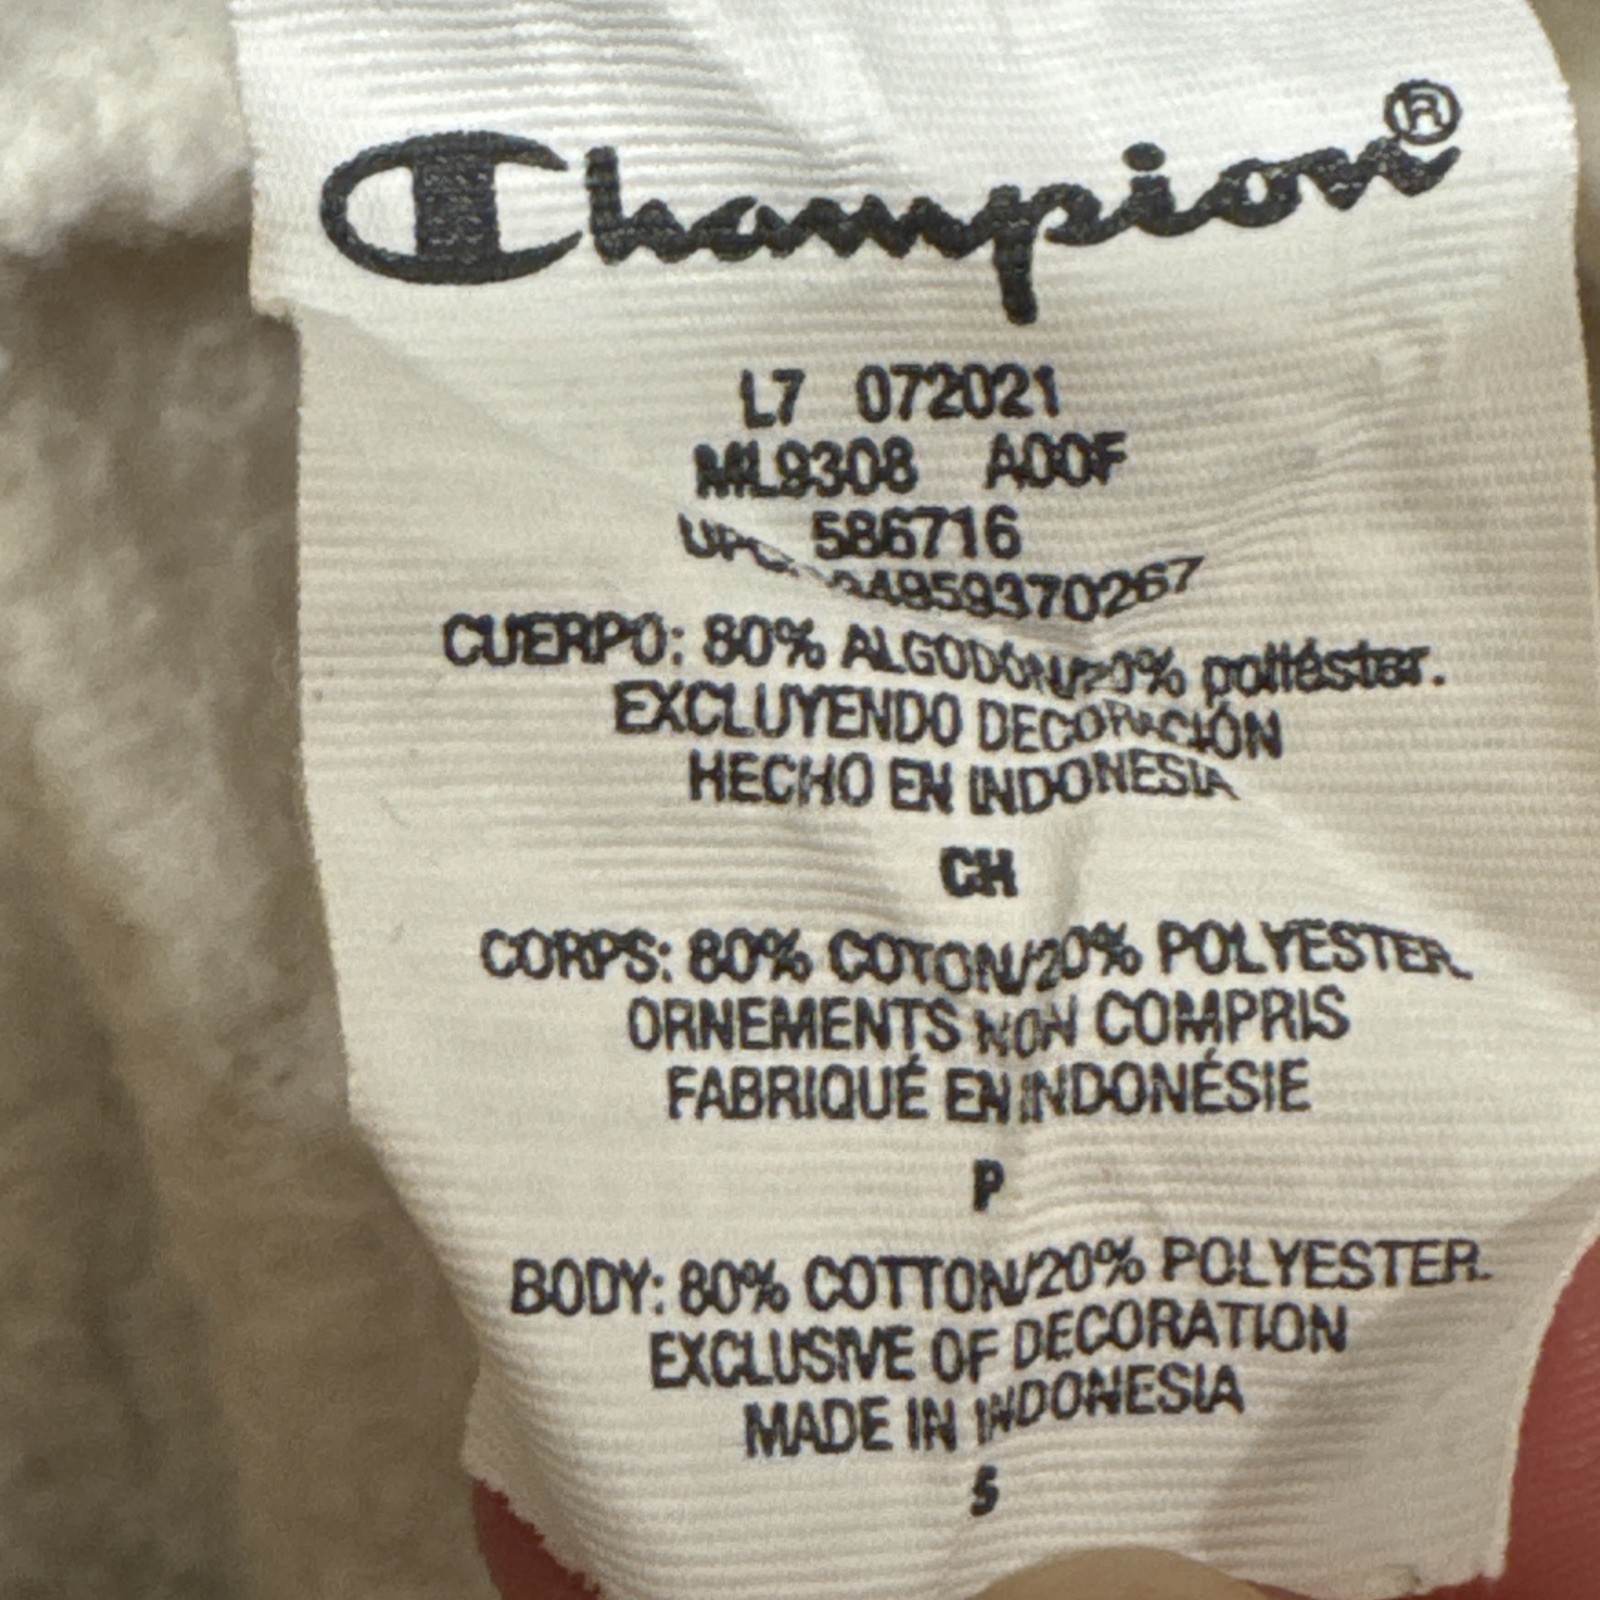 Champion®
L7 072021
ML9308 A00F
UPC 586716
4959370267
CUERPO: 80% ALGODÓN/20% poliéster.
EXCLUYENDO DECORACIÓN
HECHO EN INDONESIA
CH
CORPS: 80% COTON/20% POLYESTER.
ORNEMENTS NON COMPRIS
FABRIQUÉ EN INDONÉSIE
P
BODY: 80% COTTON/20% POLYESTER.
EXCLUSIVE OF DECORATION
MADE IN INDONESIA
S